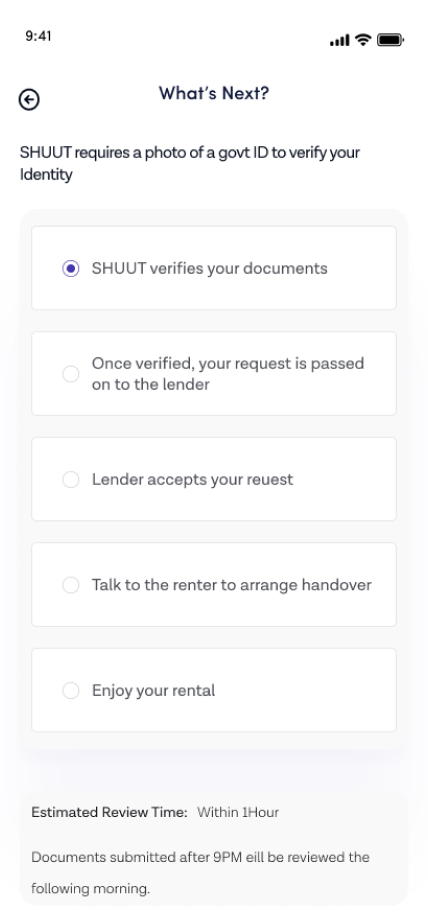 9:41
What's Next?
SHUUT requires a photo of a govt ID to verify your
Identity
SHUUT verifies your documents
Once verified, your request is passed
on to the lender
Lender accepts your reuest
Talk to the renter to arrange handover
Enjoy your rental
Estimated Review Time: Within 1Hour
Documents submitted after 9PM eill be reviewed the
following morning.